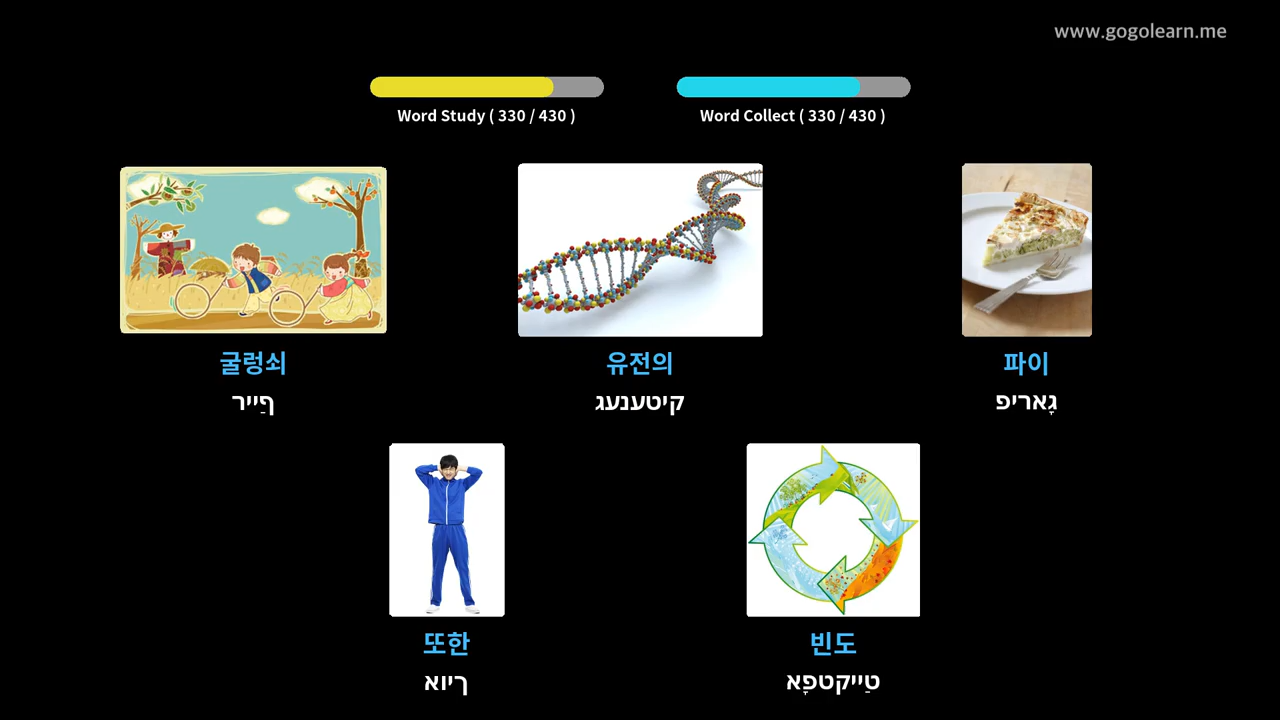 www.gogolearn.me
Word Study ( 330 / 430 )
Word Collect ( 330 / 430 )
굴렁쇠
ףַייר
유전의
קיטענעג
파이
גָאריפ
또한
ךיוא
빈도
טַייקטפָא